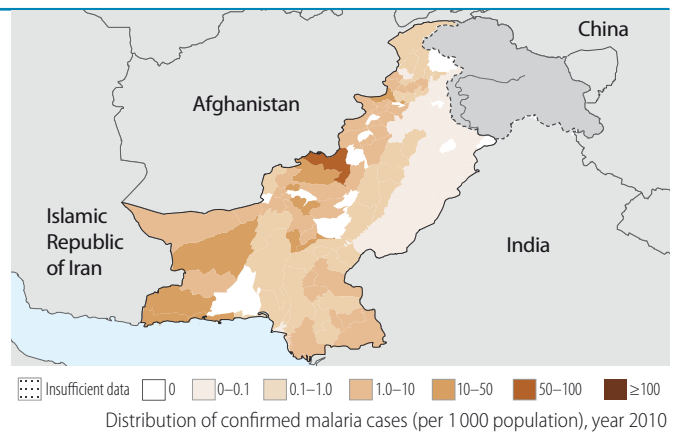 China
Afghanistan
Islamic
Republic
of Iran
India
Insufficient data 0 0–0.1 0.1–1.0 1.0–10 10–50 50–100 ≥100
Distribution of confirmed malaria cases (per 1 000 population), year 2010